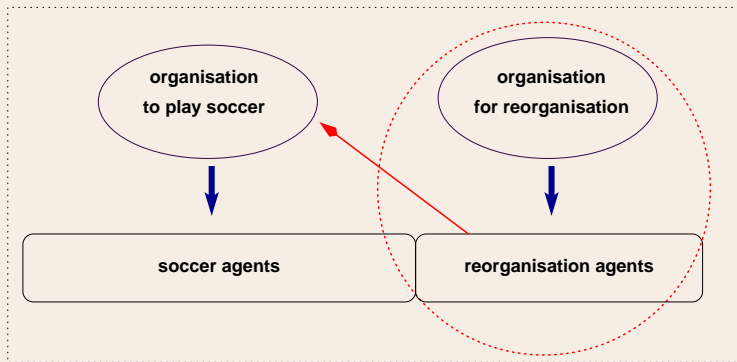 organisation
to play soccer
organisation
for reorganisation
soccer agents
reorganisation agents